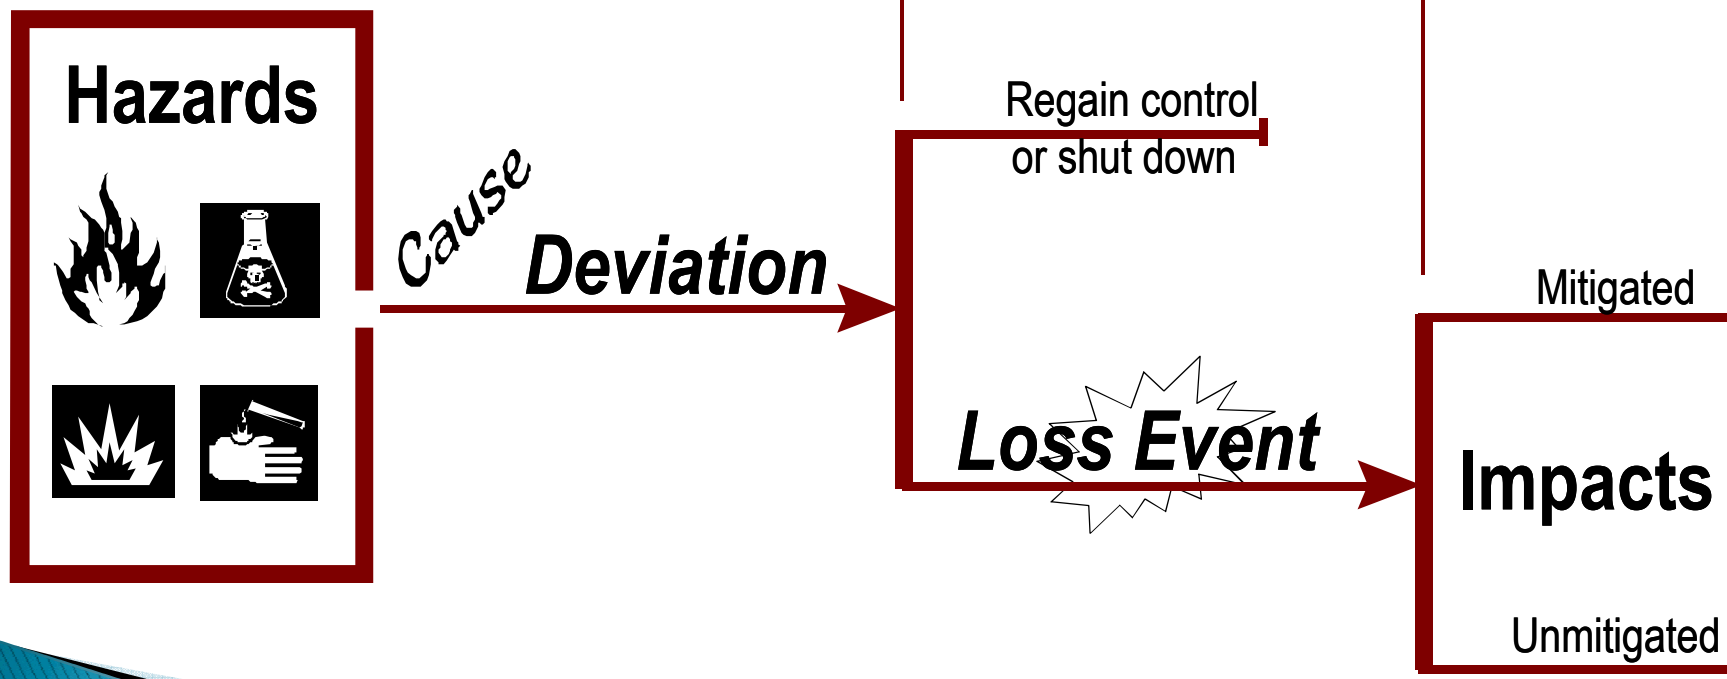 Hazards
Cause
Deviation
Regain control
or shut down
Loss Event
Mitigated
Impacts
Unmitigated